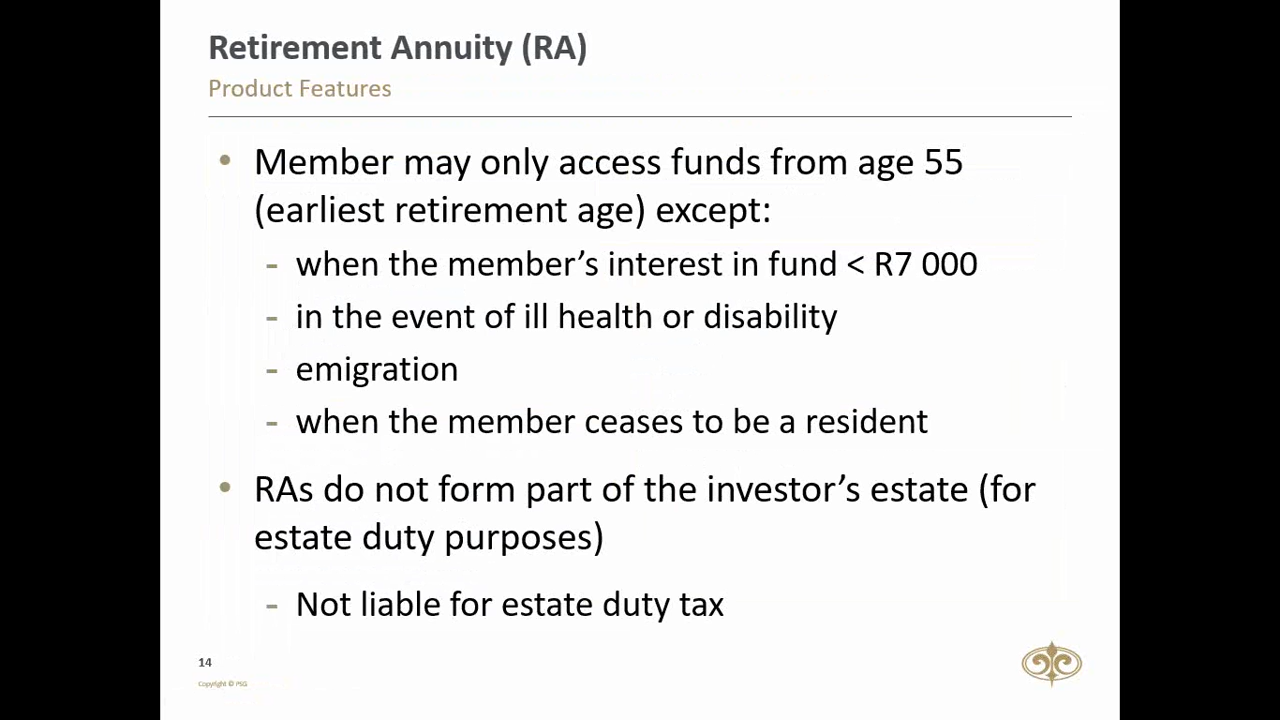 Retirement Annuity (RA)
Product Features
• Member may only access funds from age 55
(earliest retirement age) except:
- when the member’s interest in fund < R7 000
- in the event of ill health or disability
- emigration
- when the member ceases to be a resident
• RAs do not form part of the investor’s estate (for
estate duty purposes)
- Not liable for estate duty tax
14
Copyright © PSG